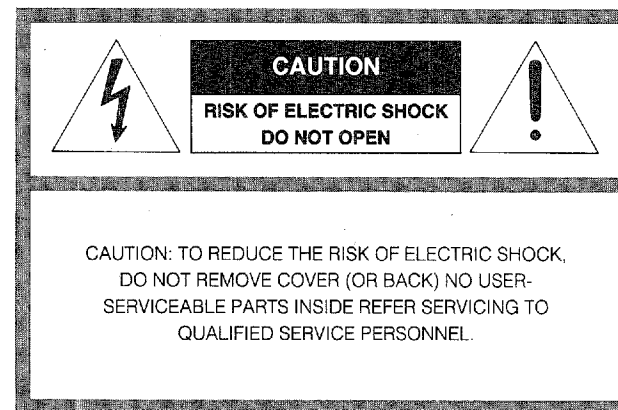 CAUTION
RISK OF ELECTRIC SHOCK
DO NOT OPEN
CAUTION: TO REDUCE THE RISK OF ELECTRIC SHOCK,
DO NOT REMOVE COVER (OR BACK) NO USER-
SERVICEABLE PARTS INSIDE REFER SERVICING TO
QUALIFIED SERVICE PERSONNEL.